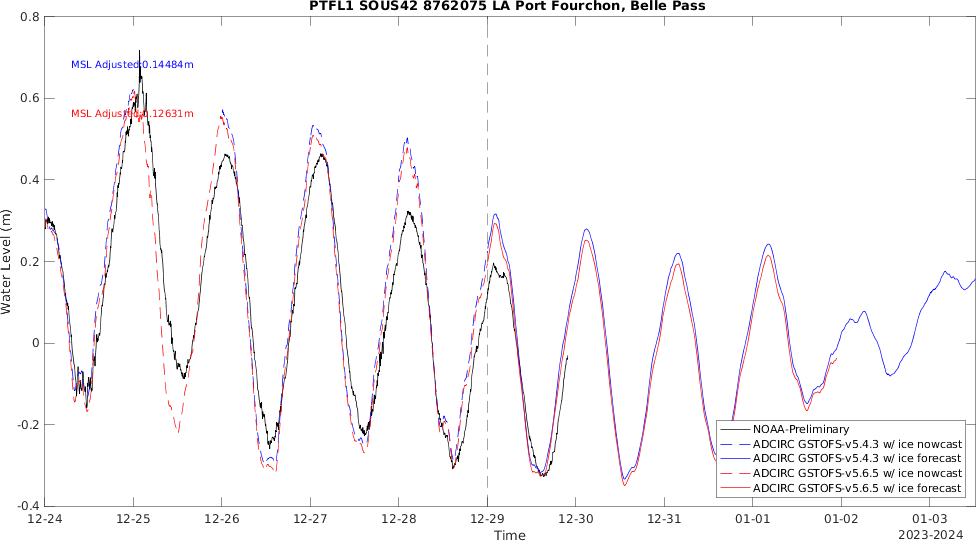 PTFL1 SOUS42 8762075 LA Port Fourchon, Belle Pass
0.8
MSL Adjusted:0.14484m
0.6
MSL Adjusted:0.12631m
0.4
0.2
0
-0.2
-0.4
Water Level (m)
NOAA-Preliminary
ADCIRC GSTOFS-v5.4.3 w/ ice nowcast
ADCIRC GSTOFS-v5.4.3 w/ ice forecast
ADCIRC GSTOFS-v5.6.5 w/ ice nowcast
ADCIRC GSTOFS-v5.6.5 w/ ice forecast
12-24 12-25 12-26 12-27 12-28 12-29 12-30 12-31 01-01 01-02 01-03
Time
2023-2024